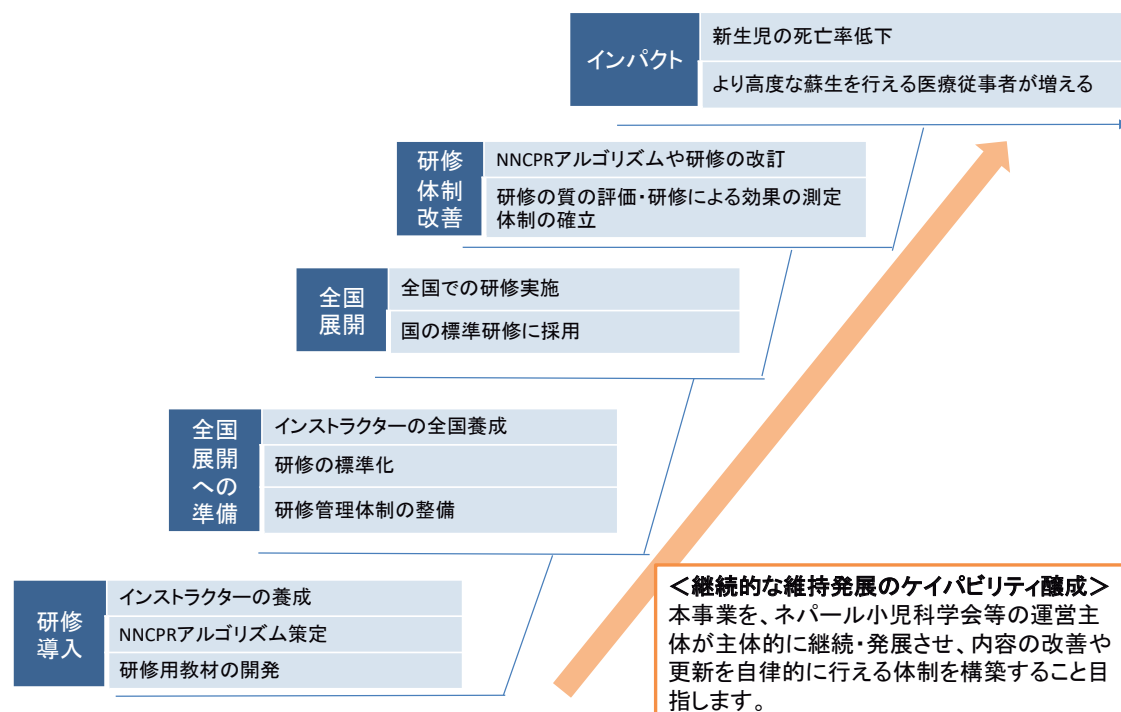 インパクト
新生児の死亡率低下
より高度な蘇生を行える医療従事者が増える
研修
体制
改善
NNCPRアルゴリズムや研修の改訂
研修の質の評価・研修による効果の測定
体制の確立
全国
展開
全国での研修実施
国の標準研修に採用
全国
展開
への
準備
インストラクターの全国養成
研修の標準化
研修管理体制の整備
研修
導入
インストラクターの養成
NNCPRアルゴリズム策定
研修用教材の開発
＜継続的な維持発展のケイパビリティ醸成＞
本事業を、ネパール小児科学会等の運営主
体が主体的に継続・発展させ、内容の改善や
更新を自律的に行える体制を構築すること目
指します。